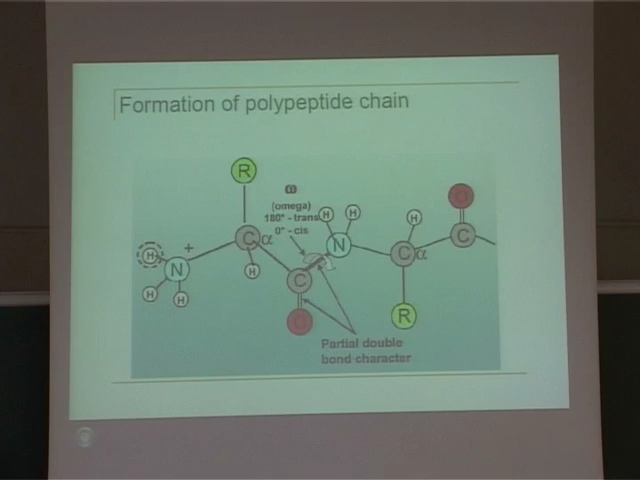 Formation of polypeptide chain
R
ω
(omega)
180° - trans
0° - cis
H H
H
O
H
+
N
C α
H
N
C α
C
H H
C
O
R
Partial double
bond character